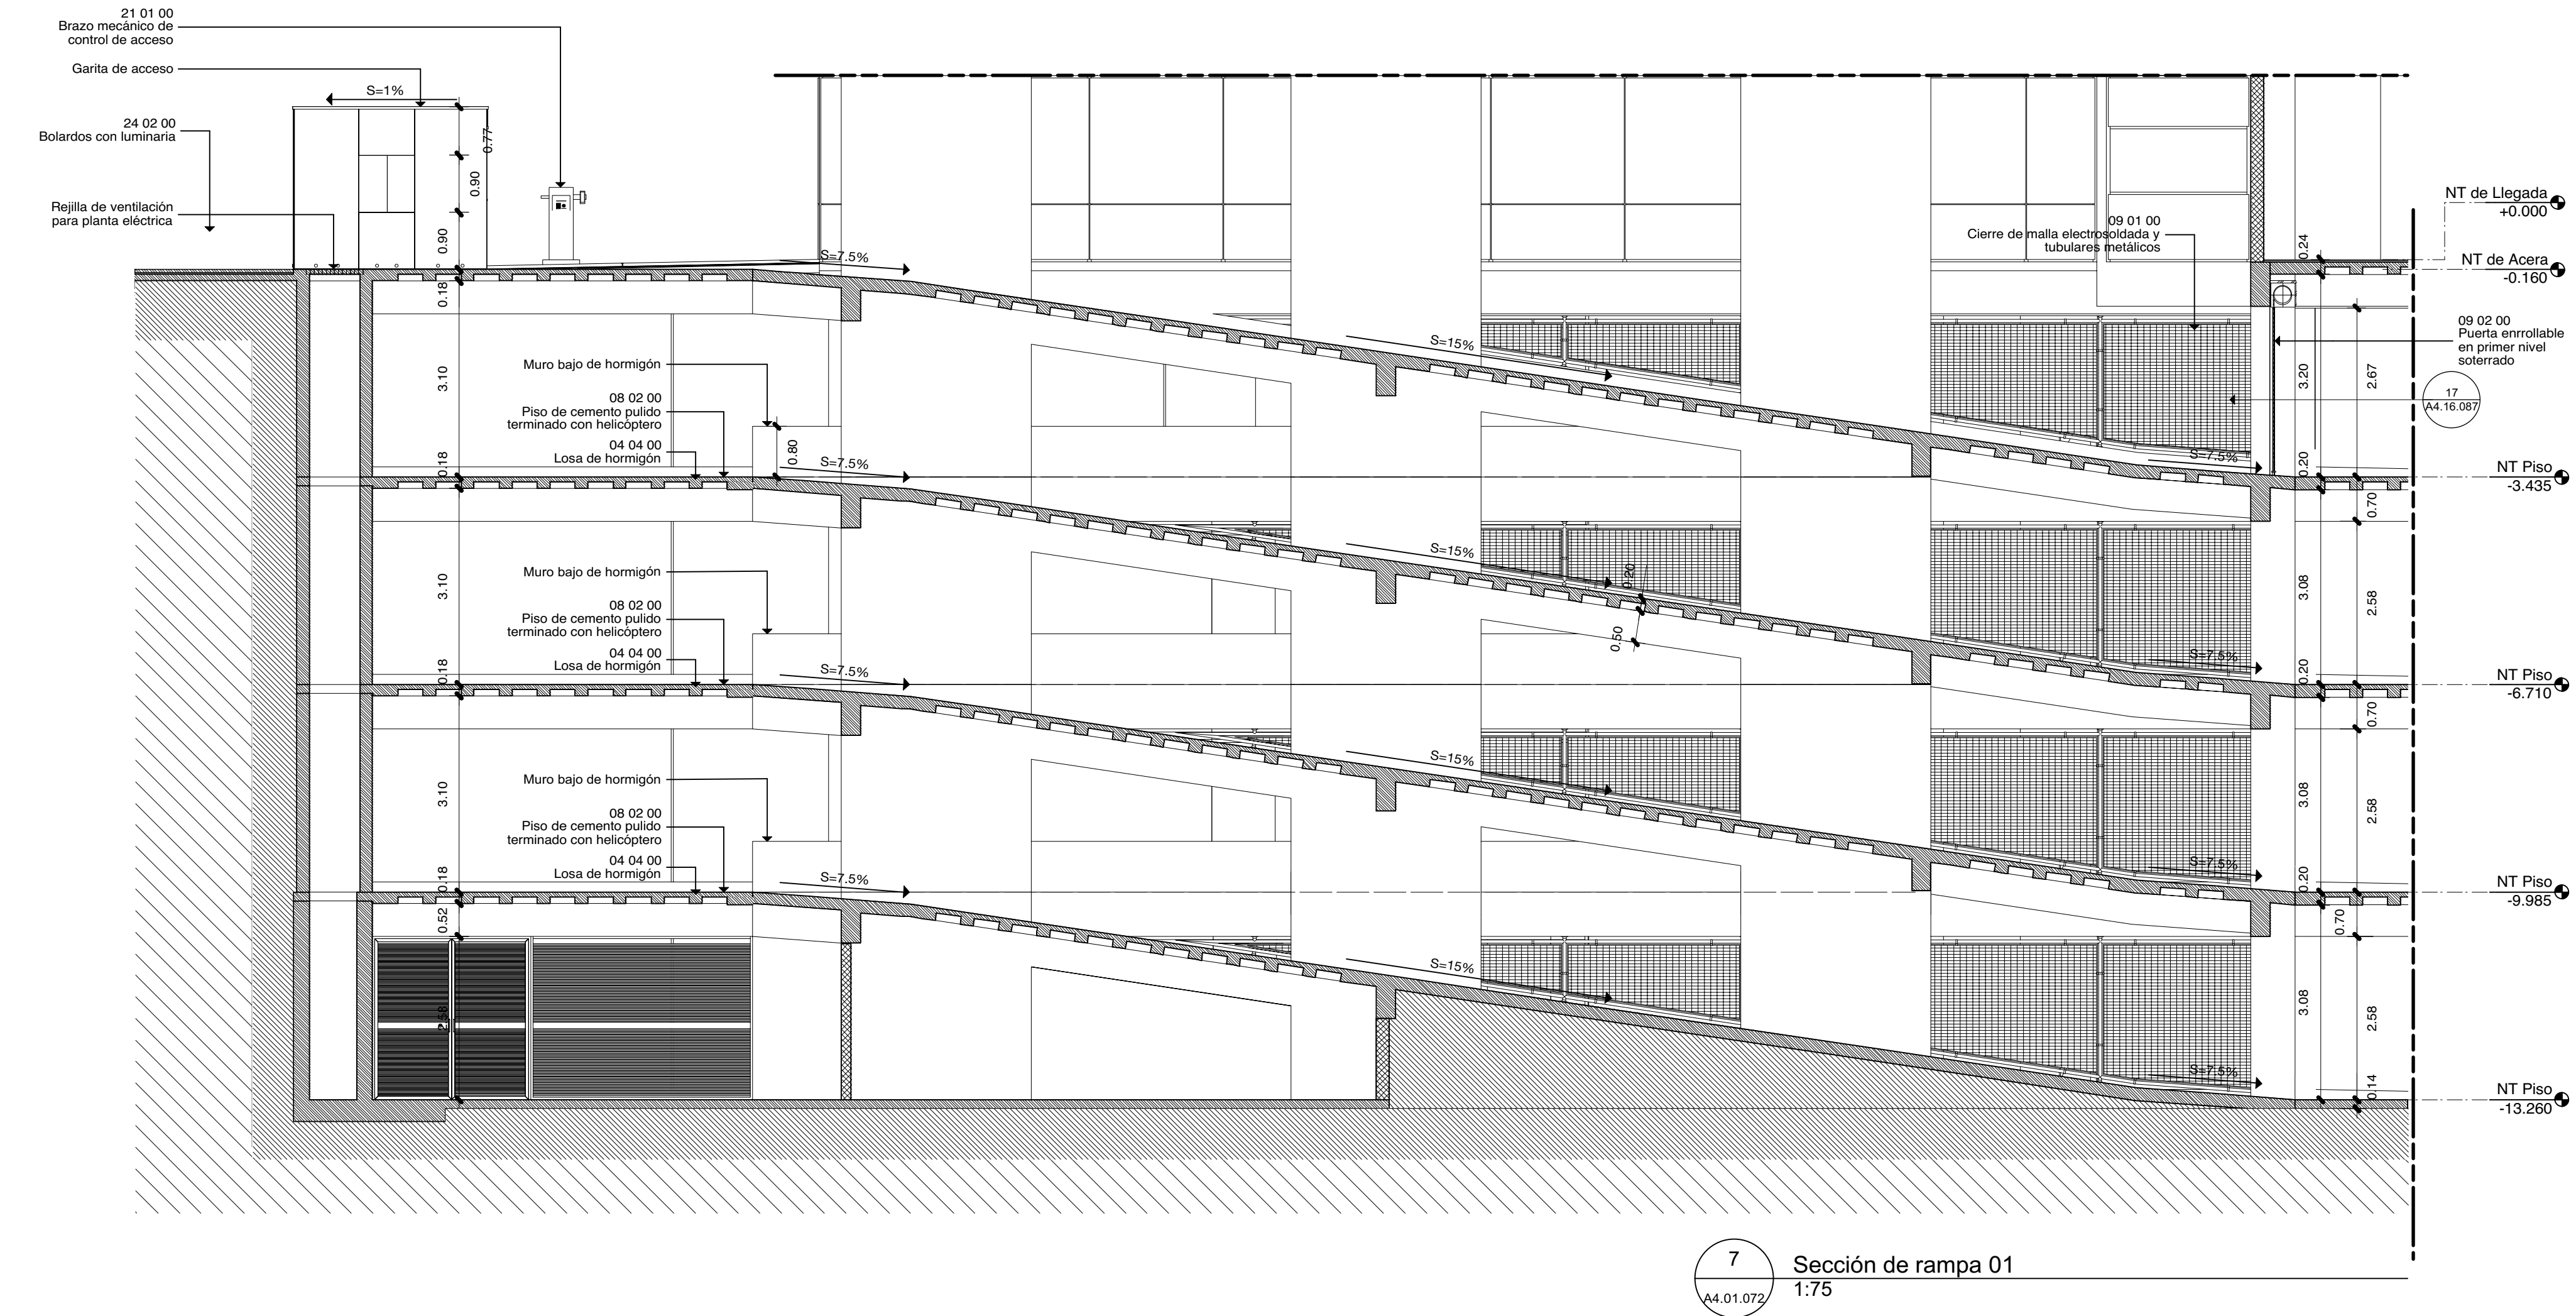 21 01 00
Brazo mecánico de
control de acceso
Garita de acceso
S=1%
24 02 00
Bolardos con luminaria
Rejilla de ventilación
para planta eléctrica
0.77
0.90
0.90
0.18
3.10
0.18
3.10
0.18
3.10
0.18
0.52
2.58
S=7.5%
Muro bajo de hormigón
08 02 00
Piso de cemento pulido
terminado con helicóptero
04 04 00
Losa de hormigón
0.80
S=7.5%
Muro bajo de hormigón
08 02 00
Piso de cemento pulido
terminado con helicóptero
04 04 00
Losa de hormigón
S=7.5%
Muro bajo de hormigón
08 02 00
Piso de cemento pulido
terminado con helicóptero
04 04 00
Losa de hormigón
S=7.5%
S=15%
S=15%
0.20
0.50
S=15%
S=15%
09 01 00
Cierre de malla electrosoldada y
tubulares metálicos
S=7.5%
S=7.5%
S=7.5%
S=7.5%
0.24
3.20
2.67
0.20
0.70
3.08
2.58
0.20
0.70
3.08
2.58
0.20
0.70
3.08
2.58
0.14
NT de Llegada
+0.000
NT de Acera
-0.160
09 02 00
Puerta enrrollable
en primer nivel
soterrado
17
A4.16.087
NT Piso
-3.435
NT Piso
-6.710
NT Piso
-9.985
NT Piso
-13.260
7
A4.01.072
Sección de rampa 01
1:75